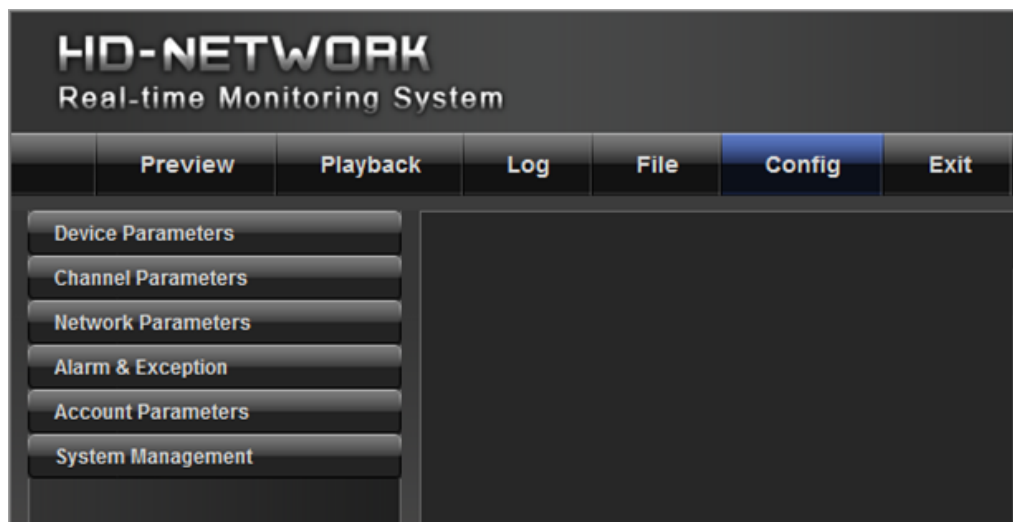 HD-NETWORK
Real-time Monitoring System
Preview Playback Log File Config Exit
Device Parameters
Channel Parameters
Network Parameters
Alarm & Exception
Account Parameters
System Management